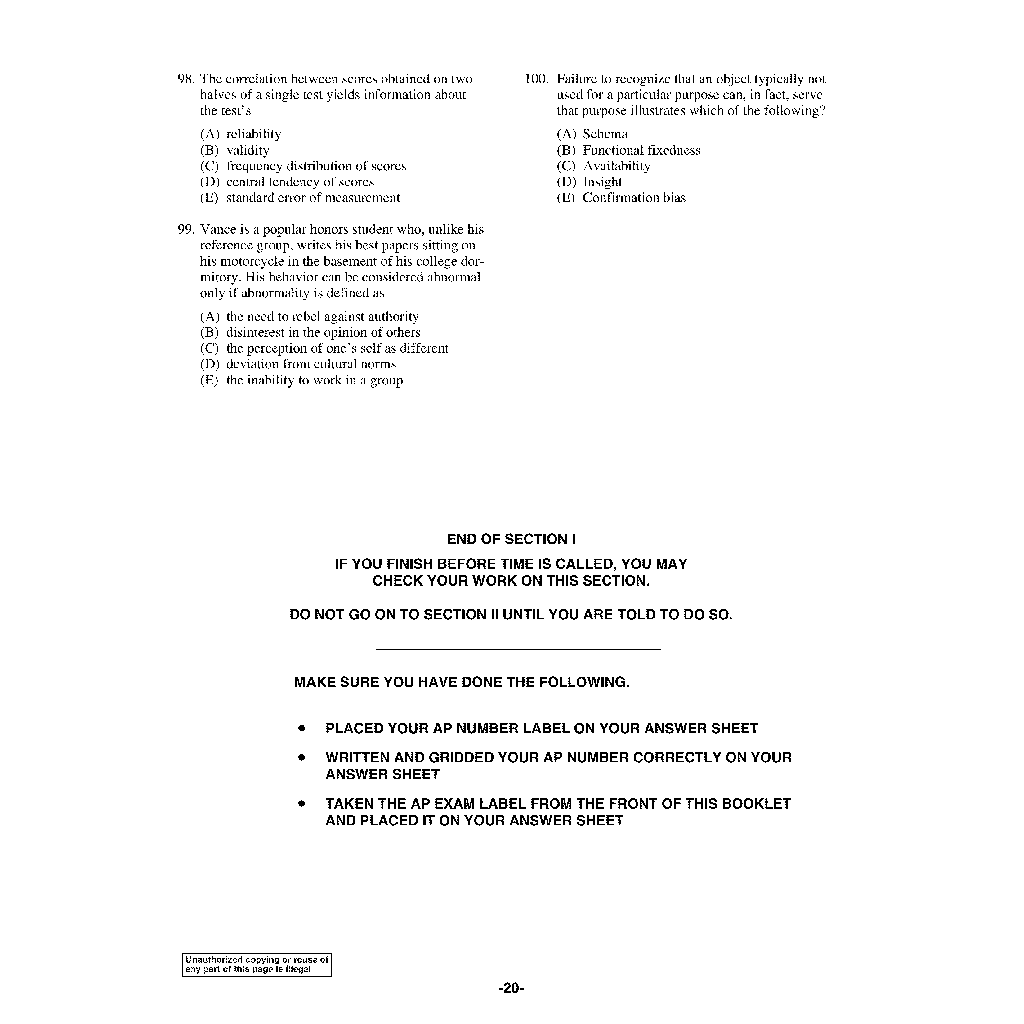 98. The correlation between scores obtained on two
halves of a single test yields information about
the test's
(A) reliability
(B) validity
(C) frequency distribution of scores
(D) central tendency of scores
(E) standard error of measurement
99. Vance is a popular honors student who, unlike his
reference group, writes his best papers sitting on
his motorcycle in the basement of his college dor-
mitory. His behavior can be considered abnormal
only if abnormality is defined as
(A) the need to rebel against authority
(B) disinterest in the opinion of others
(C) the perception of one's self as different
(D) deviation from cultural norms
(E) the inability to work in a group
100. Failure to recognize that an object typically not
used for a particular purpose can, in fact, serve
that purpose illustrates which of the following?
(A) Schema
(B) Functional fixedness
(C) Availability
(D) Insight
(E) Confirmation bias
END OF SECTION I
IF YOU FINISH BEFORE TIME IS CALLED, YOU MAY
CHECK YOUR WORK ON THIS SECTION.
DO NOT GO ON TO SECTION II UNTIL YOU ARE TOLD TO DO SO.
MAKE SURE YOU HAVE DONE THE FOLLOWING.
• PLACED YOUR AP NUMBER LABEL ON YOUR ANSWER SHEET
• WRITTEN AND GRIDDED YOUR AP NUMBER CORRECTLY ON YOUR
ANSWER SHEET
• TAKEN THE AP EXAM LABEL FROM THE FRONT OF THIS BOOKLET
AND PLACED IT ON YOUR ANSWER SHEET
Unauthorized copying or reuse of
any part of this page is illegal
-20-